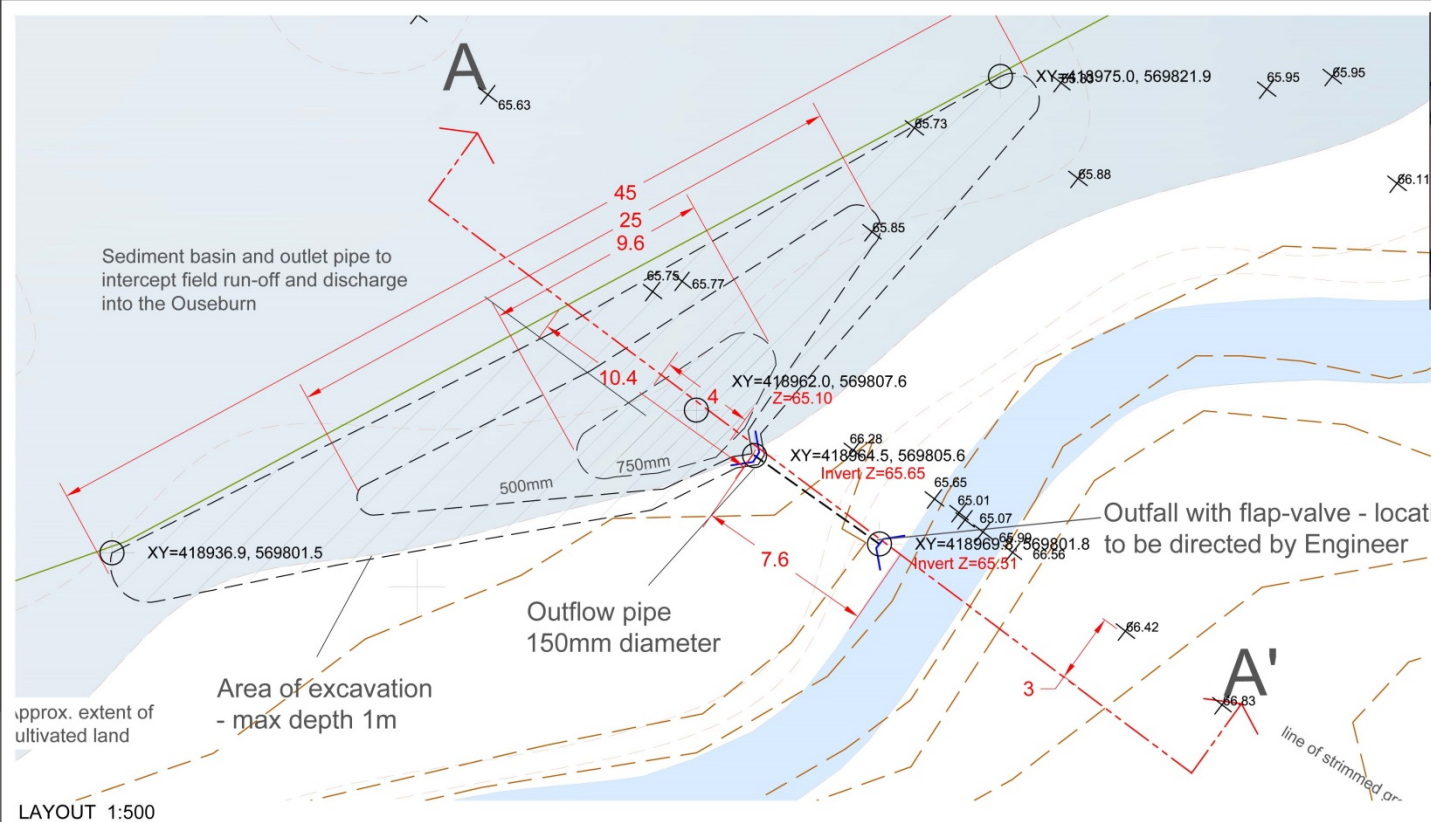 A
65.63
XY=418975.0, 569821.9
65.95
65.95
65.73
65.88
66.11
45
25
9.6
65.85
Sediment basin and outlet pipe to
intercept field run-off and discharge
into the Ouseburn
65.75
65.77
10.4
4
XY=418962.0, 569807.6
Z=65.10
66.28
XY=418964.5, 569805.6
Invert Z=65.65
750mm
500mm
65.65
65.01
65.07
Outfall with flap-valve - locati
to be directed by Engineer
XY=418936.9, 569801.5
569801.8
66.56
Invert Z=65.51
7.6
Outflow pipe
150mm diameter
66.42
3
A'
66.83
Area of excavation
- max depth 1m
pprox. extent of
ultivated land
line of strimmed
LAYOUT 1:500